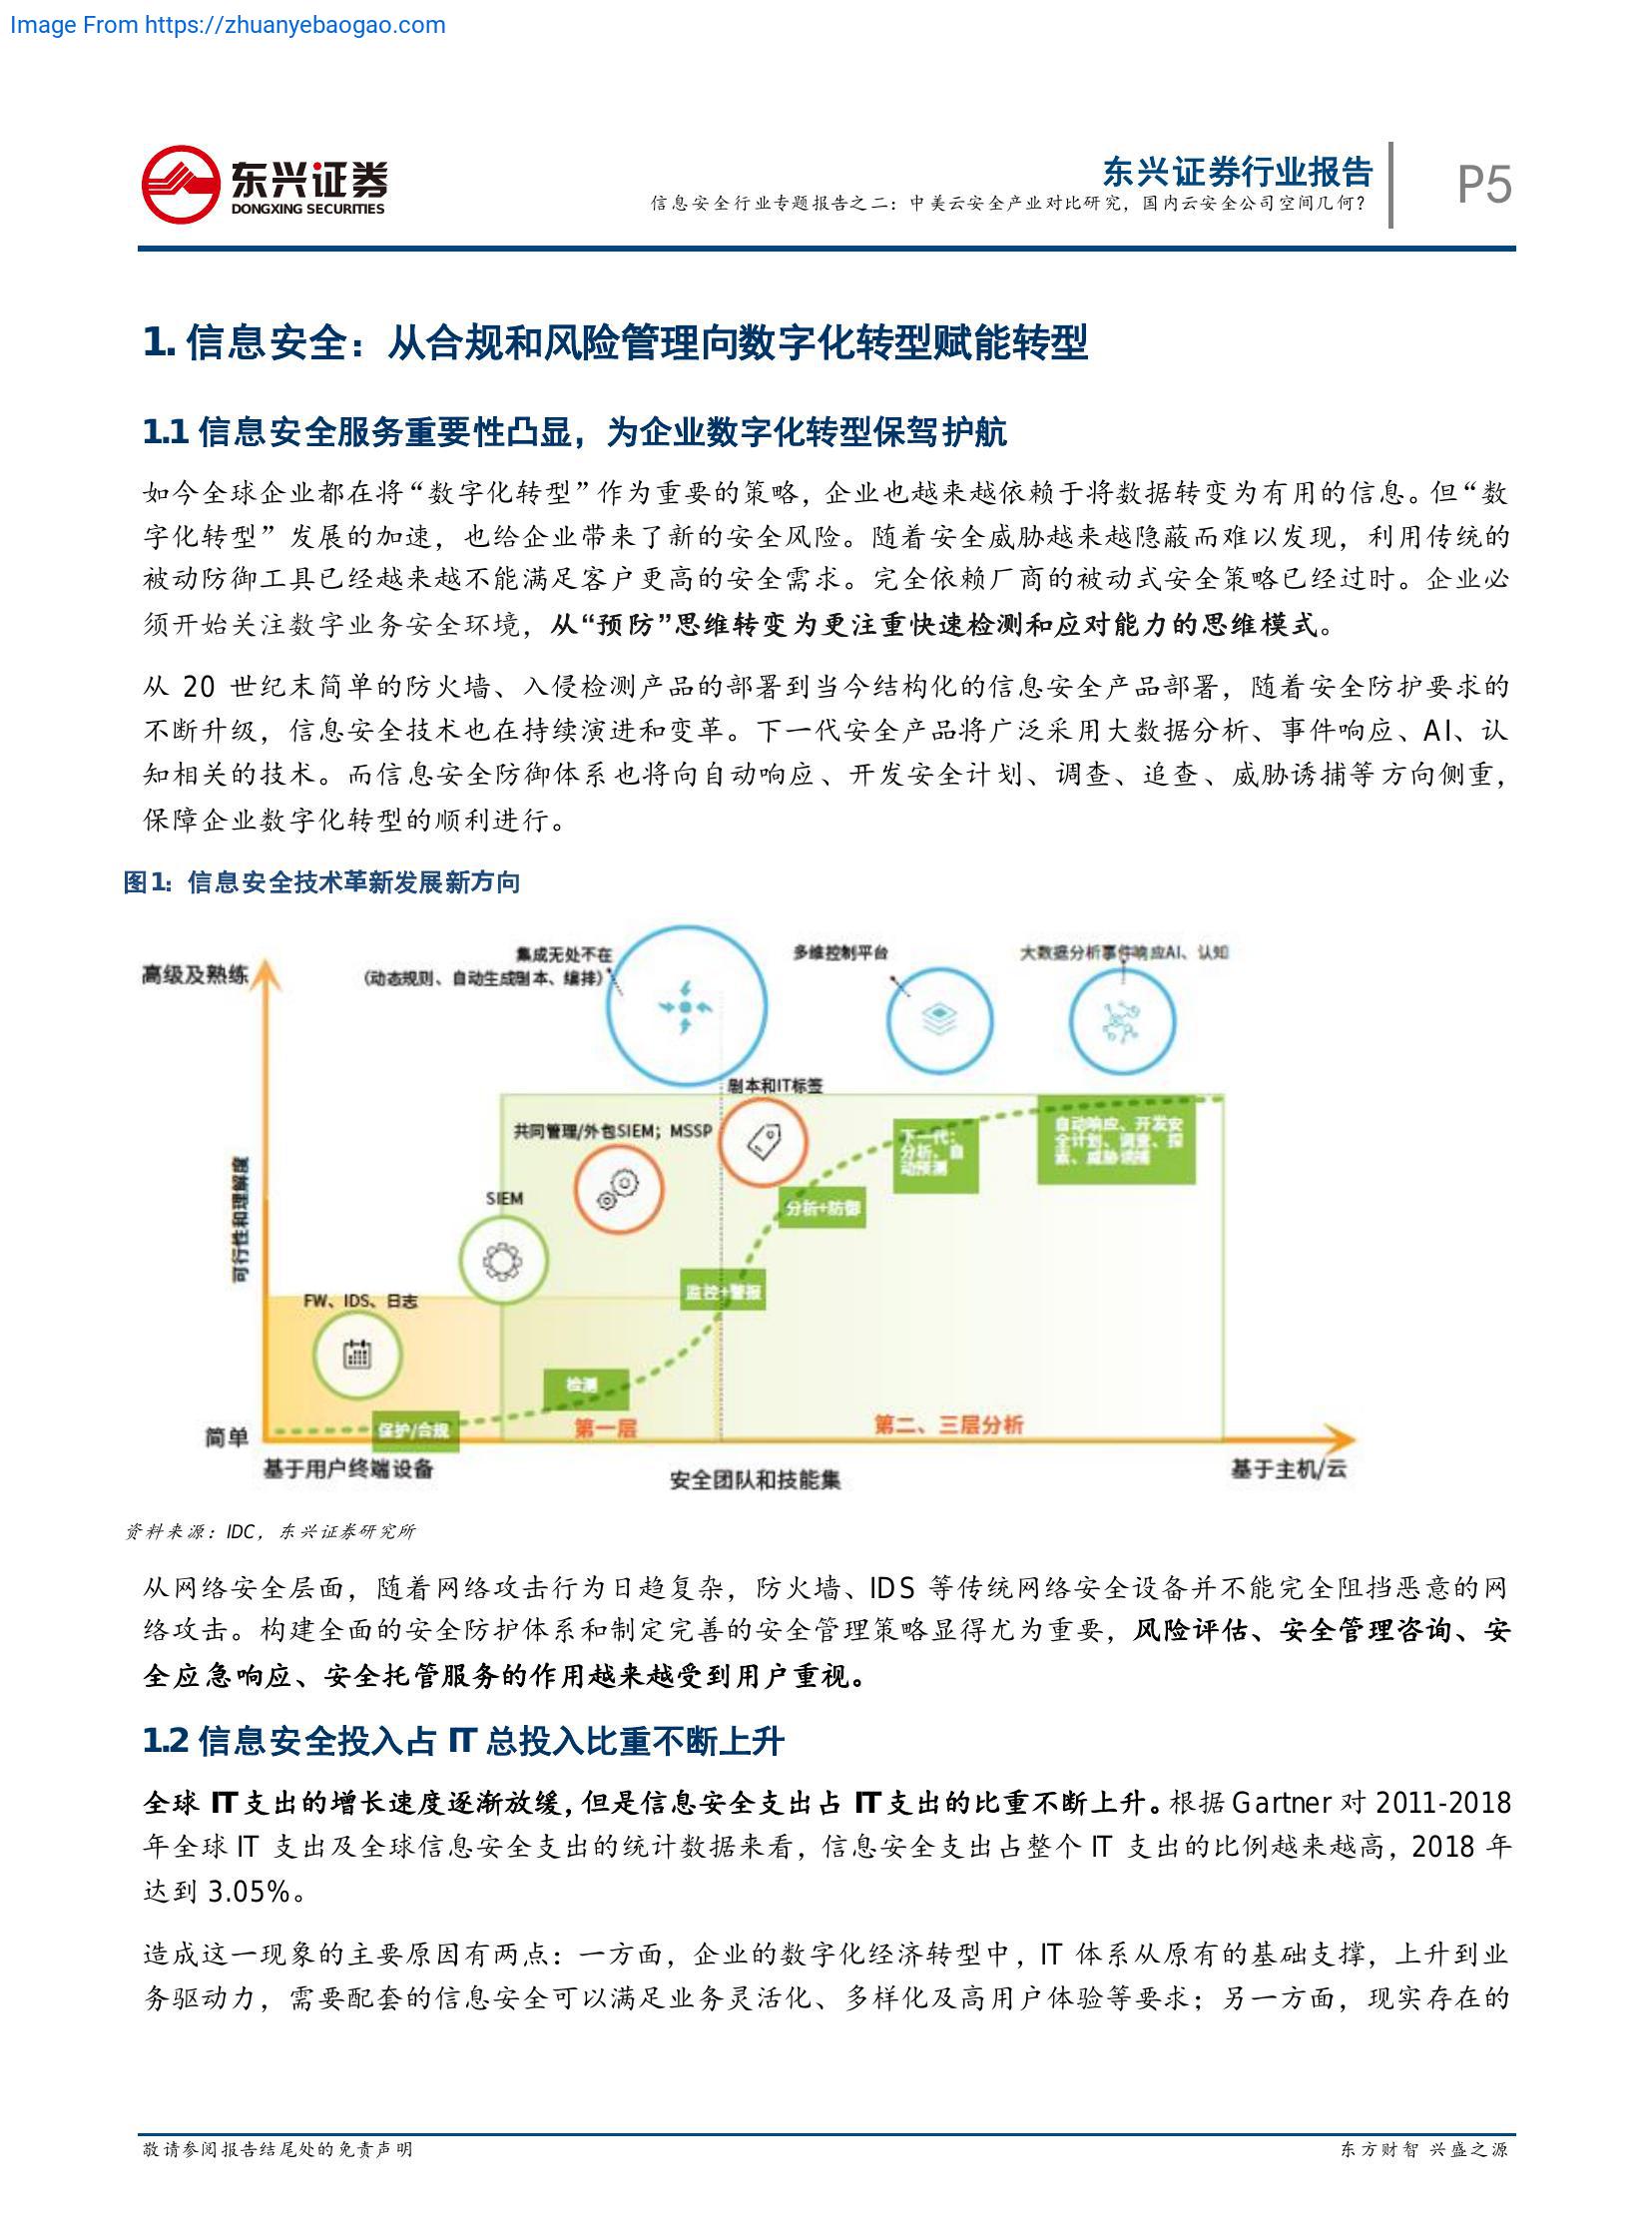 Image From https://zhuanyebaogao.com
东兴证券
DONGXING SECURITIES
东兴证券行业报告
信息安全行业专题报告之二：中美云安全产业对比研究，国内云安全公司空间几何？
P5
1. 信息安全：从合规和风险管理向数字化转型赋能转型
1.1 信息安全服务重要性凸显，为企业数字化转型保驾护航
如今全球企业都在将“数字化转型”作为重要的策略，企业也越来越依赖于将数据转变为有用的信息。但“数
字化转型”发展的加速，也给企业带来了新的安全风险。随着安全威胁越来越隐蔽而难以发现，利用传统的
被动防御工具已经越来越不能满足客户更高的安全需求。完全依赖厂商的被动式安全策略已经过时。企业必
须开始关注数字业务安全环境，从“预防”思维转变为更注重快速检测和应对能力的思维模式。
从 20 世纪末简单的防火墙、入侵检测产品的部署到当今结构化的信息安全产品部署，随着安全防护要求的
不断升级，信息安全技术也在持续演进和变革。下一代安全产品将广泛采用大数据分析、事件响应、AI、认
知相关的技术。而信息安全防御体系也将向自动响应、开发安全计划、调查、追查、威胁诱捕等方向侧重，
保障企业数字化转型的顺利进行。
图1：信息安全技术革新发展新方向
集成无处不在
（动态规则、自动生成剧本、编排）
多维控制平台
大数据分析事件响应AI、认知
高级及熟练
剧本和IT标签
共同管理/外包SIEM；MSSP
自动响应、开发安
全计划、调查、探
索、威胁诱捕
下一代：
分析、自
动预测
SIEM
分析+防御
可行性和理解度
监控+警报
FW、IDS、日志
检测
保护/合规
第一层
第二、三层分析
简单
基于用户终端设备
安全团队和技能集
基于主机/云
资料来源：IDC，东兴证券研究所
从网络安全层面，随着网络攻击行为日趋复杂，防火墙、IDS 等传统网络安全设备并不能完全阻挡恶意的网
络攻击。构建全面的安全防护体系和制定完善的安全管理策略显得尤为重要，风险评估、安全管理咨询、安
全应急响应、安全托管服务的作用越来越受到用户重视。
1.2 信息安全投入占 IT 总投入比重不断上升
全球 IT 支出的增长速度逐渐放缓，但是信息安全支出占 IT 支出的比重不断上升。根据 Gartner 对 2011-2018
年全球 IT 支出及全球信息安全支出的统计数据来看，信息安全支出占整个 IT 支出的比例越来越高，2018 年
达到 3.05%。
造成这一现象的主要原因有两点：一方面，企业的数字化经济转型中，IT 体系从原有的基础支撑，上升到业
务驱动力，需要配套的信息安全可以满足业务灵活化、多样化及高用户体验等要求；另一方面，现实存在的
敬请参阅报告结尾处的免责声明
东方财智 兴盛之源